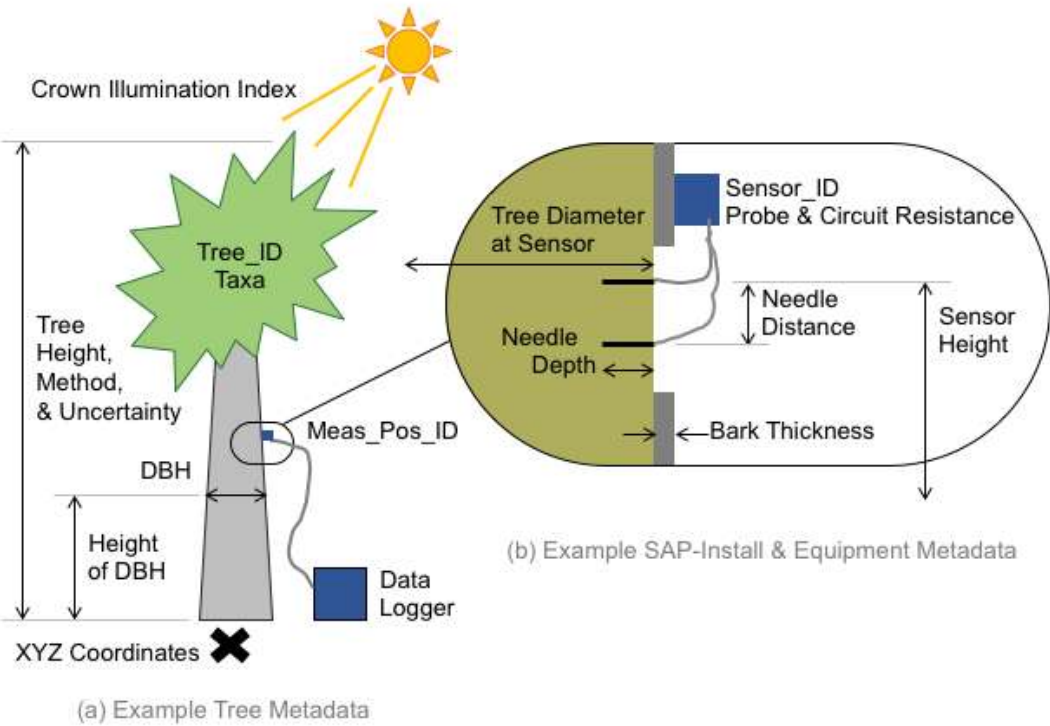 Crown Illumination Index
Tree_ID
Taxa
Tree
Height,
Method,
& Uncertainty
Meas_Pos_ID
DBH
Height
of DBH
Data
Logger
XYZ Coordinates
(a) Example Tree Metadata
Sensor_ID
Probe & Circuit Resistance
Tree Diameter
at Sensor
Needle
Distance
Sensor
Height
Needle
Depth
Bark Thickness
(b) Example SAP-Install & Equipment Metadata